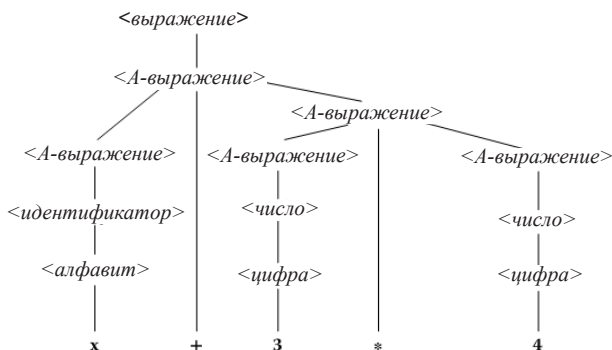 <выражение>
<А-выражение>
<А-выражение>
<А-выражение> <А-выражение> <А-выражение>
<идентификатор> <число> <число>
<алфавит> <цифра> <цифра>
x + 3 * 4